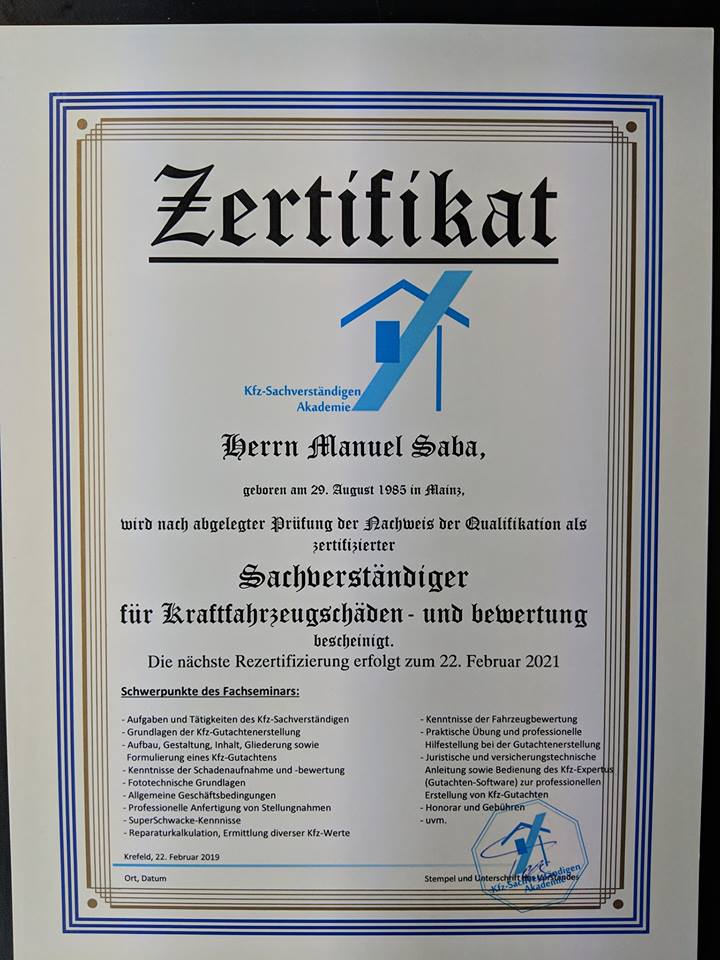 Zertifikat
Kfz-Sachverständigen
Akademie
Herrn Manuel Saba,
geboren am 29. August 1985 in Mainz,
wird nach abgelegter Prüfung der Nachweis der Qualifikation als
zertifizierter
Sachverständiger
für Kraftfahrzeugschäden - und bewertung
bescheinigt.
Die nächste Rezertifizierung erfolgt zum 22. Februar 2021
Schwerpunkte des Fachseminars:
- Aufgaben und Tätigkeiten des Kfz-Sachverständigen
- Grundlagen der Kfz-Gutachtenerstellung
- Aufbau, Gestaltung, Inhalt, Gliederung sowie
Formulierung eines Kfz-Gutachtens
- Kenntnisse der Schadenaufnahme und -bewertung
- Fototechnische Grundlagen
- Allgemeine Geschäftsbedingungen
- Professionelle Anfertigung von Stellungnahmen
- SuperSchwacke-Kennnisse
- Reparaturkalkulation, Ermittlung diverser Kfz-Werte
- Kenntnisse der Fahrzeugbewertung
- Praktische Übung und professionelle
Hilfestellung bei der Gutachtenerstellung
- Juristische und versicherungstechnische
Anleitung sowie Bedienung des Kfz-Expertus
(Gutachten-Software) zur professionellen
Erstellung von Kfz-Gutachten
- Honorar und Gebühren
- uvm.
Krefeld, 22. Februar 2019
Ort, Datum
Stempel und Unterschrift des Vorstandes
Kfz-Sachverständigen
Akademie